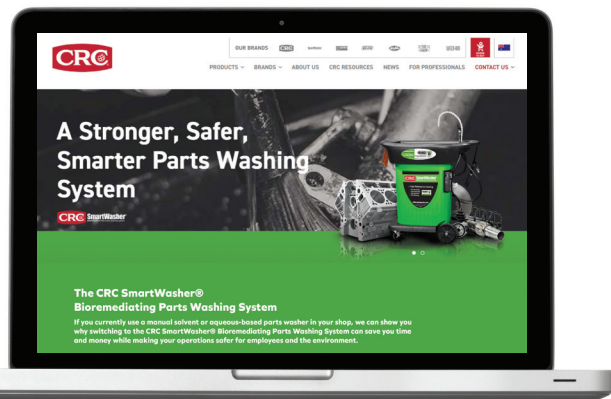 CRC
OUR BRANDS
CRC
PRODUCTS
BRANDS
ABOUT US
CRC RESOURCES
NEWS
FOR PROFESSIONALS
CONTACT US
A Stronger, Safer,
Smarter Parts Washing
System
CRC SmartWasher
CRC SmartWasher
The CRC SmartWasher®
Bioremediating Parts Washing System
If you currently use a manual solvent or aqueous-based parts washer in your shop, we can show you
why switching to the CRC SmartWasher® Bioremediating Parts Washing System can save you time
and money while making your operations safer for employees and the environment.